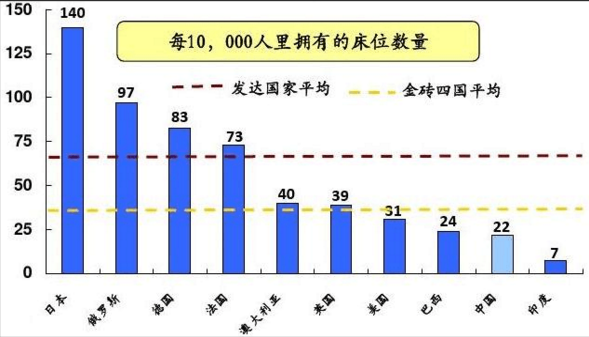 每10，000人里拥有的床位数量
发达国家平均
金砖四国平均
150
125
100
75
50
25
0
140
97
83
73
40
39
31
24
22
7
日本
俄罗斯
德国
法国
澳大利亚
英国
美国
巴西
中国
印度